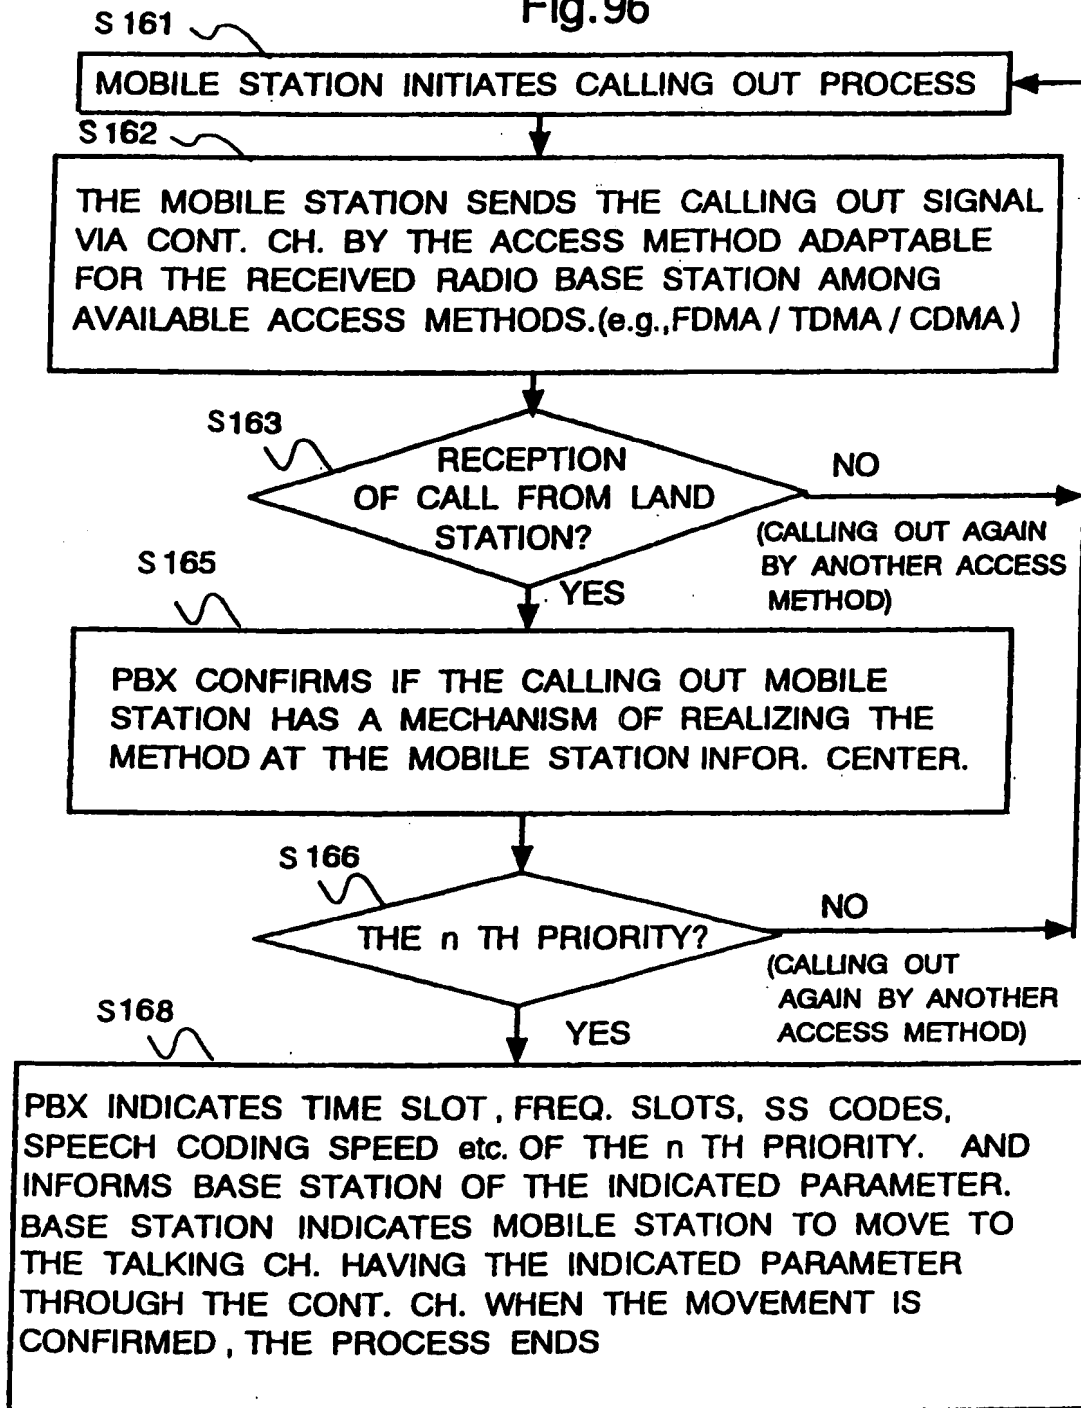 Fig.96
S 161
MOBILE STATION INITIATES CALLING OUT PROCESS
S 162
THE MOBILE STATION SENDS THE CALLING OUT SIGNAL
VIA CONT. CH. BY THE ACCESS METHOD ADAPTABLE
FOR THE RECEIVED RADIO BASE STATION AMONG
AVAILABLE ACCESS METHODS.(e.g.,FDMA / TDMA / CDMA )
S163
RECEPTION
OF CALL FROM LAND
STATION?
NO
(CALLING OUT AGAIN
BY ANOTHER ACCESS
METHOD)
YES
S 165
PBX CONFIRMS IF THE CALLING OUT MOBILE
STATION HAS A MECHANISM OF REALIZING THE
METHOD AT THE MOBILE STATION INFOR. CENTER.
S 166
THE n TH PRIORITY?
NO
(CALLING OUT
AGAIN BY ANOTHER
ACCESS METHOD)
YES
S168
PBX INDICATES TIME SLOT, FREQ. SLOTS, SS CODES,
SPEECH CODING SPEED etc. OF THE n TH PRIORITY. AND
INFORMS BASE STATION OF THE INDICATED PARAMETER.
BASE STATION INDICATES MOBILE STATION TO MOVE TO
THE TALKING CH. HAVING THE INDICATED PARAMETER
THROUGH THE CONT. CH. WHEN THE MOVEMENT IS
CONFIRMED, THE PROCESS ENDS